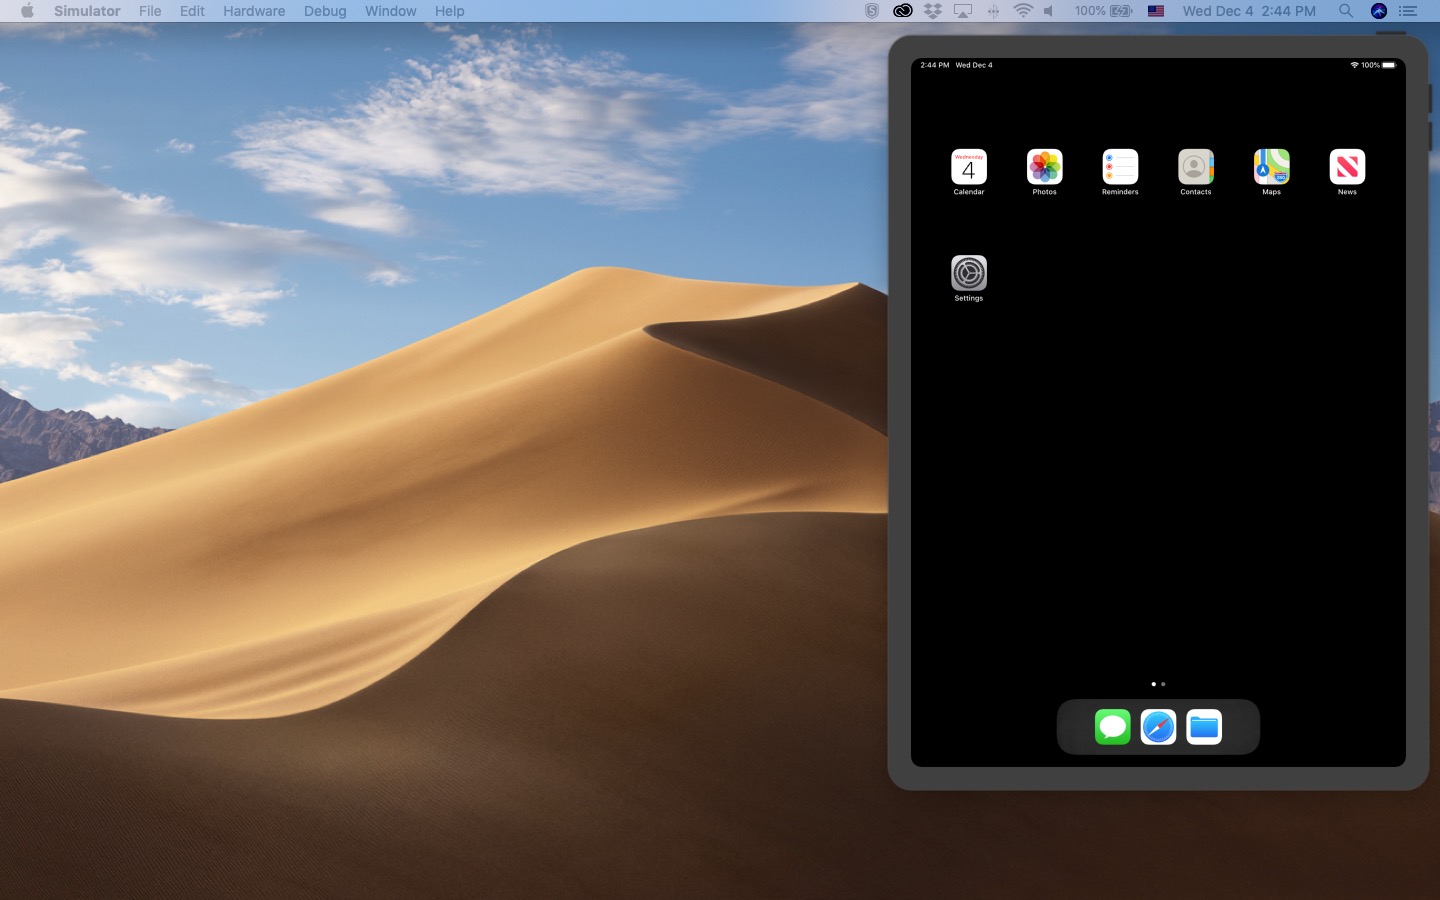 Simulator File Edit Hardware Debug Window Help 100% Wed Dec 4 2:44 PM
2:44 PM Wed Dec 4 100%
Wednesday
4
Calendar Photos Reminders Contacts Maps News
Settings